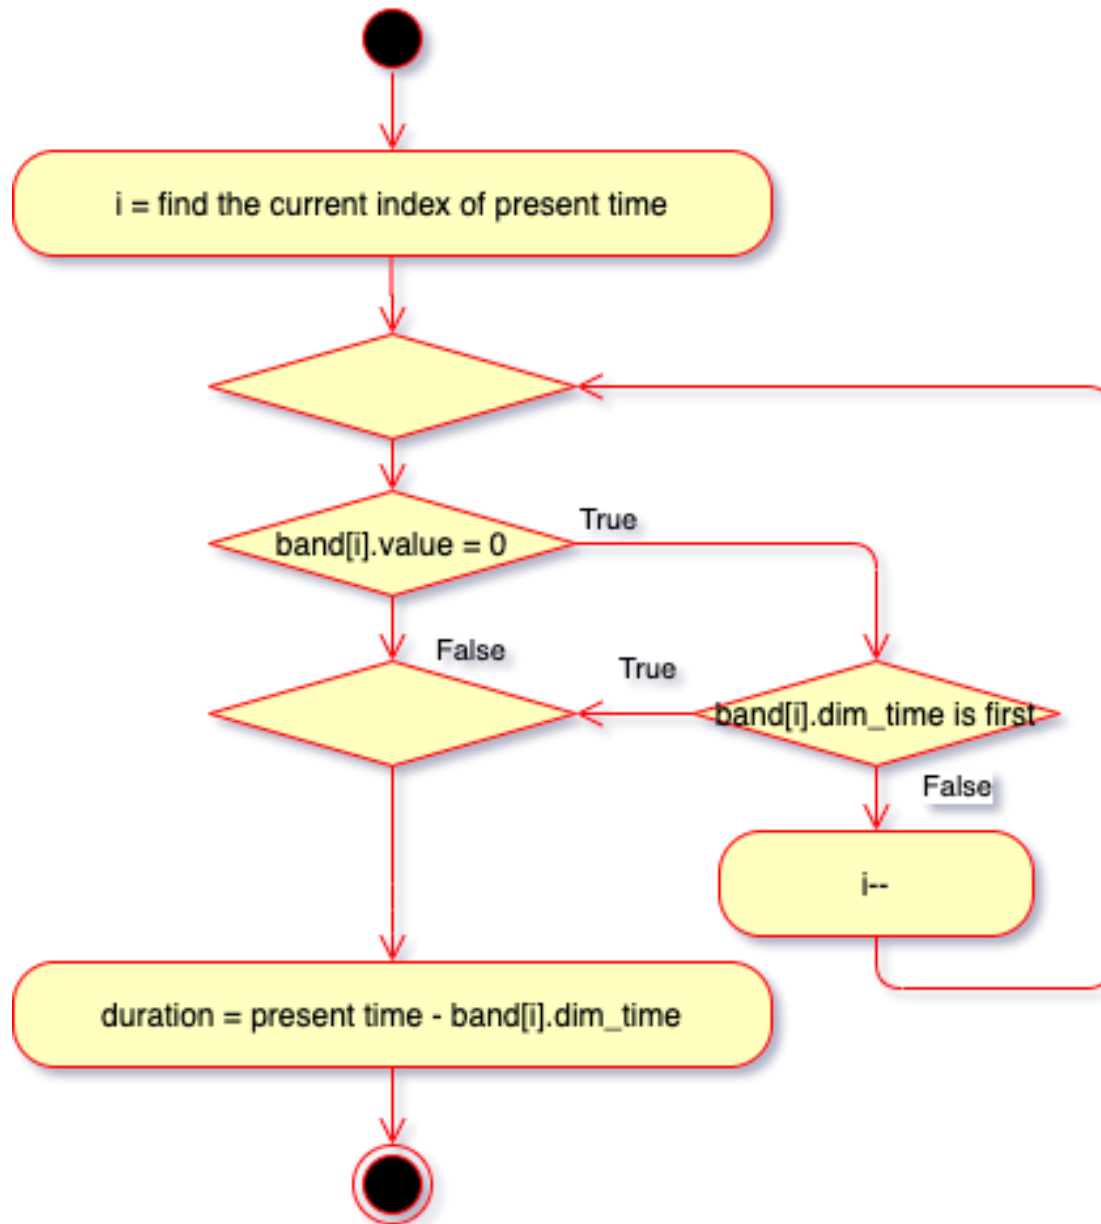 i = find the current index of present time
True
band[i].value = 0
False
True
band[i].dim_time is first
False
i--
duration = present time - band[i].dim_time